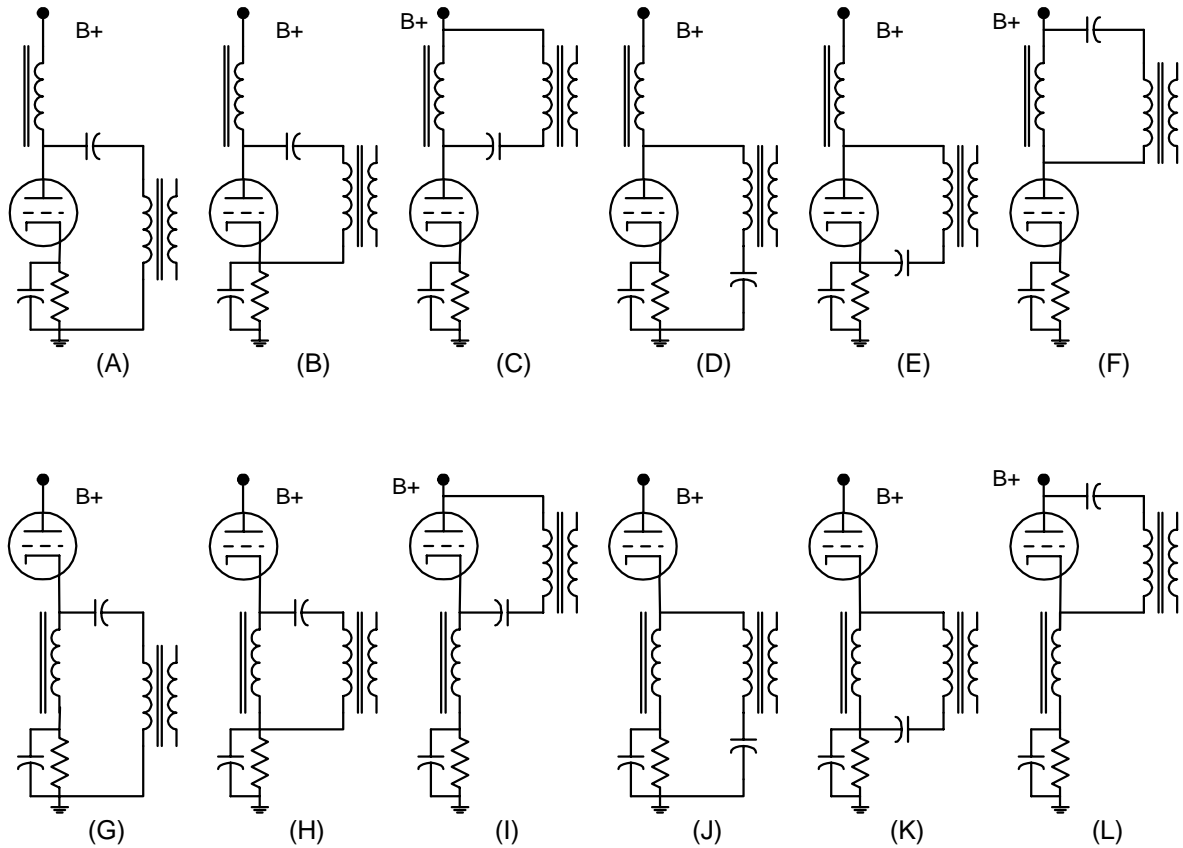 B+ B+ B+ B+ B+ B+
(A) (B) (C) (D) (E) (F)
B+ B+ B+ B+ B+ B+
(G) (H) (I) (J) (K) (L)